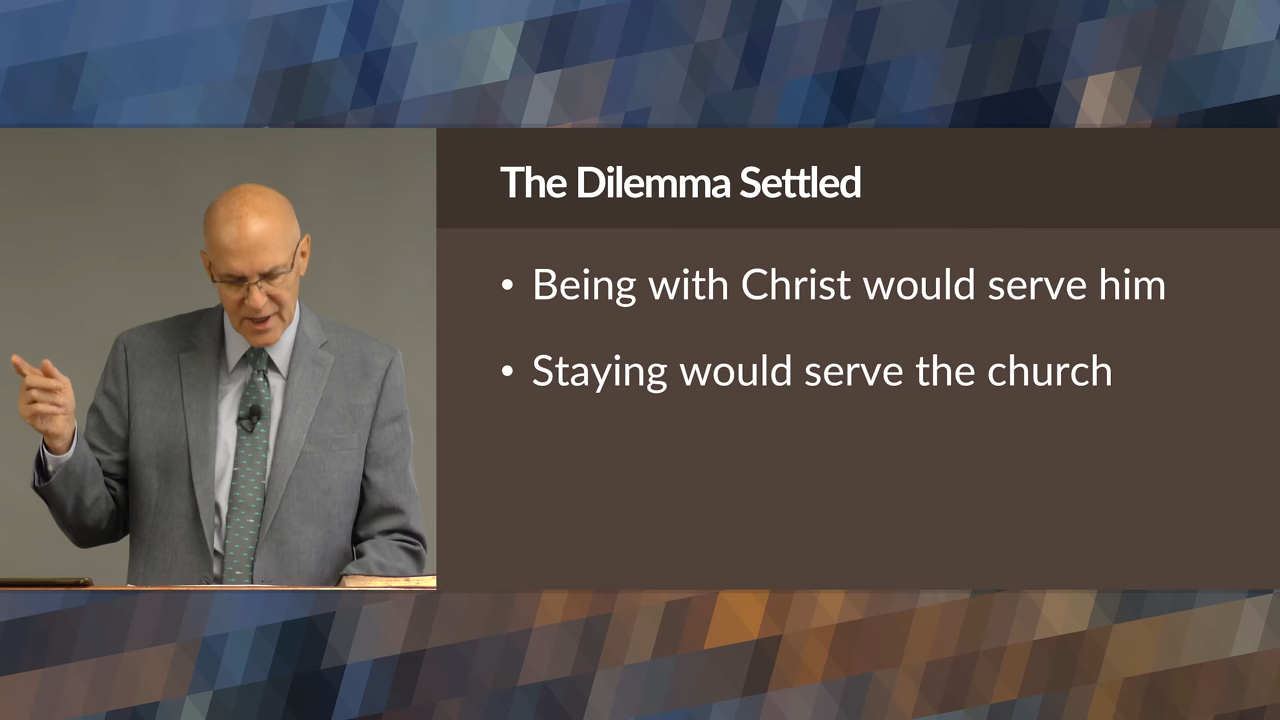 The Dilemma Settled
• Being with Christ would serve him
• Staying would serve the church